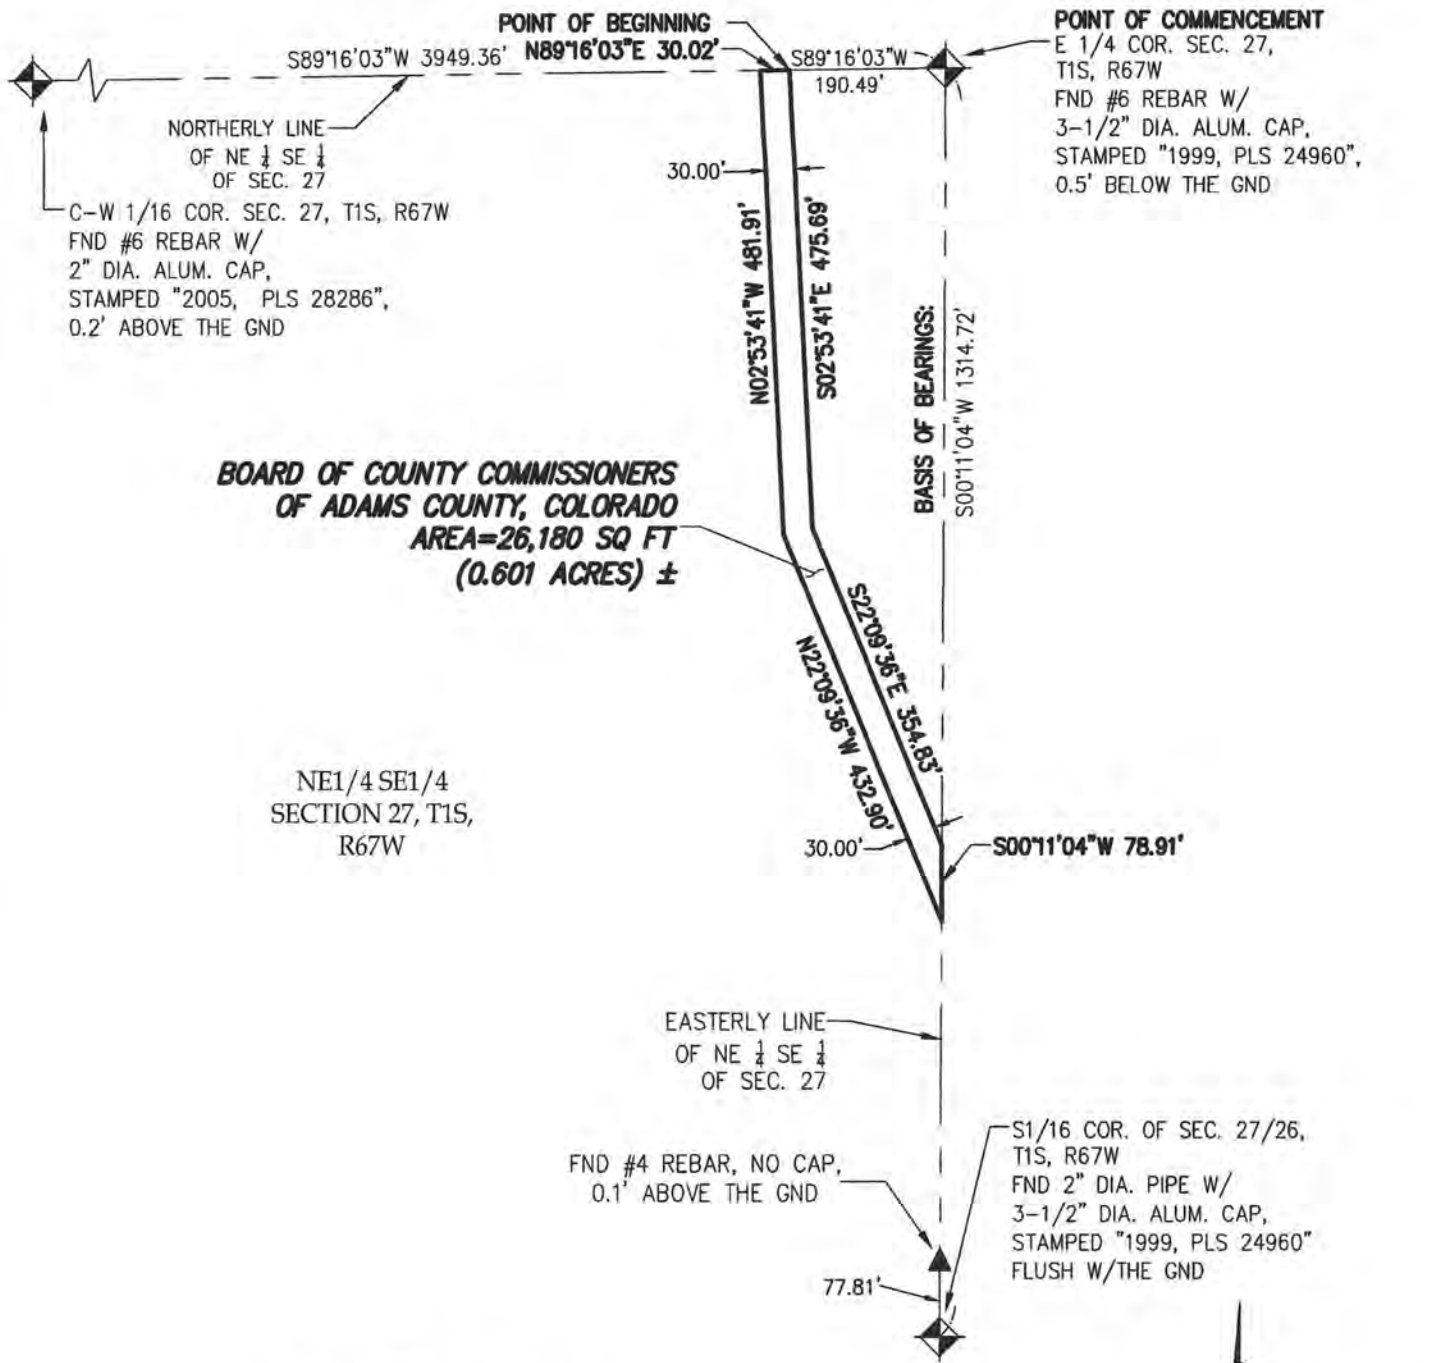 POINT OF BEGINNING
N89°16'03"E 30.02'
S89°16'03"W 3949.36'
S89°16'03"W
190.49'
POINT OF COMMENCEMENT
E 1/4 COR. SEC. 27,
T1S, R67W
FND #6 REBAR W/
3-1/2" DIA. ALUM. CAP,
STAMPED "1999, PLS 24960",
0.5' BELOW THE GND
NORTHERLY LINE
OF NE 1/4 SE 1/4
OF SEC. 27
C-W 1/16 COR. SEC. 27, T1S, R67W
FND #6 REBAR W/
2" DIA. ALUM. CAP,
STAMPED "2005, PLS 28286",
0.2' ABOVE THE GND
30.00'
N02°53'41"W 481.91'
S02°53'41"E 475.69'
BASIS OF BEARINGS:
S00°11'04"W 1314.72'
BOARD OF COUNTY COMMISSIONERS
OF ADAMS COUNTY, COLORADO
AREA=26,180 SQ FT
(0.601 ACRES) ±
S22°09'36"E 354.83'
N22°09'36"W 432.90'
NE1/4 SE1/4
SECTION 27, T1S,
R67W
30.00'
S00°11'04"W 78.91'
EASTERLY LINE
OF NE 1/4 SE 1/4
OF SEC. 27
FND #4 REBAR, NO CAP,
0.1' ABOVE THE GND
S1/16 COR. OF SEC. 27/26,
T1S, R67W
FND 2" DIA. PIPE W/
3-1/2" DIA. ALUM. CAP,
STAMPED "1999, PLS 24960"
FLUSH W/THE GND
77.81'